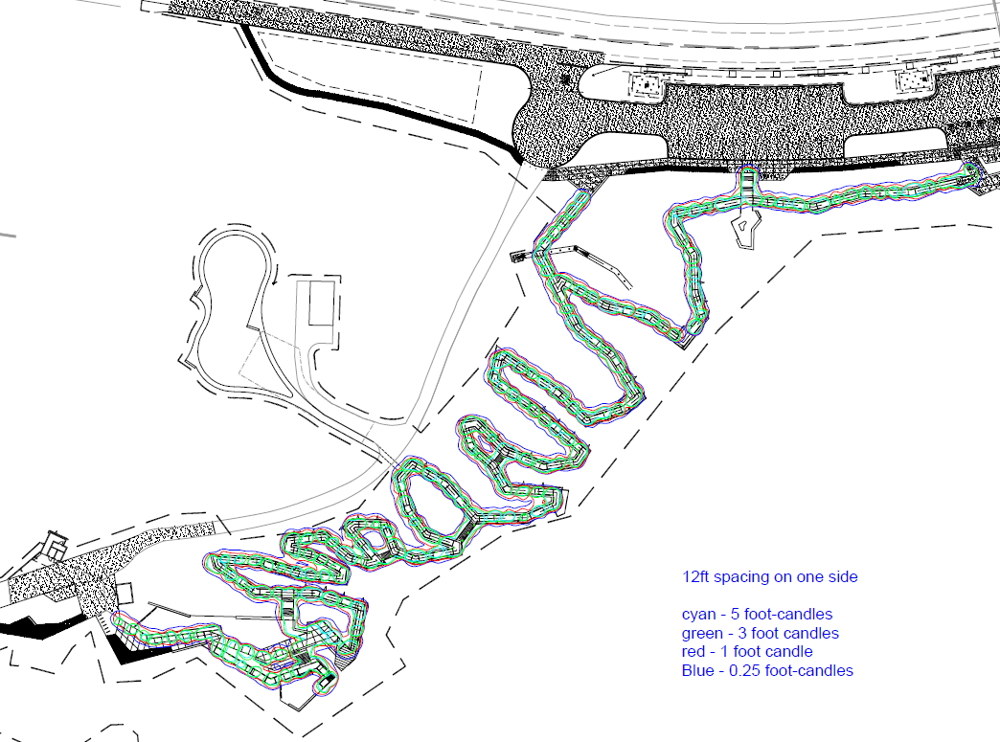 12ft spacing on one side
cyan - 5 foot-candles
green - 3 foot candles
red - 1 foot candle
Blue - 0.25 foot-candles